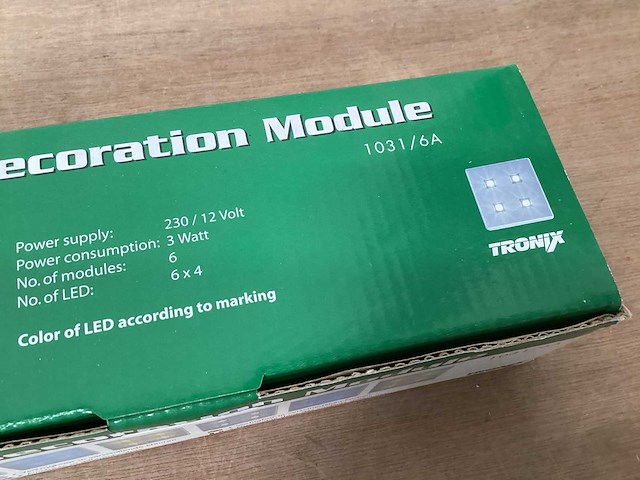 ecoration Module
1031/6A
Power supply: 230 / 12 Volt
Power consumption: 3 Watt
No. of modules: 6
No. of LED: 6 x 4
Color of LED according to marking
TRONIX